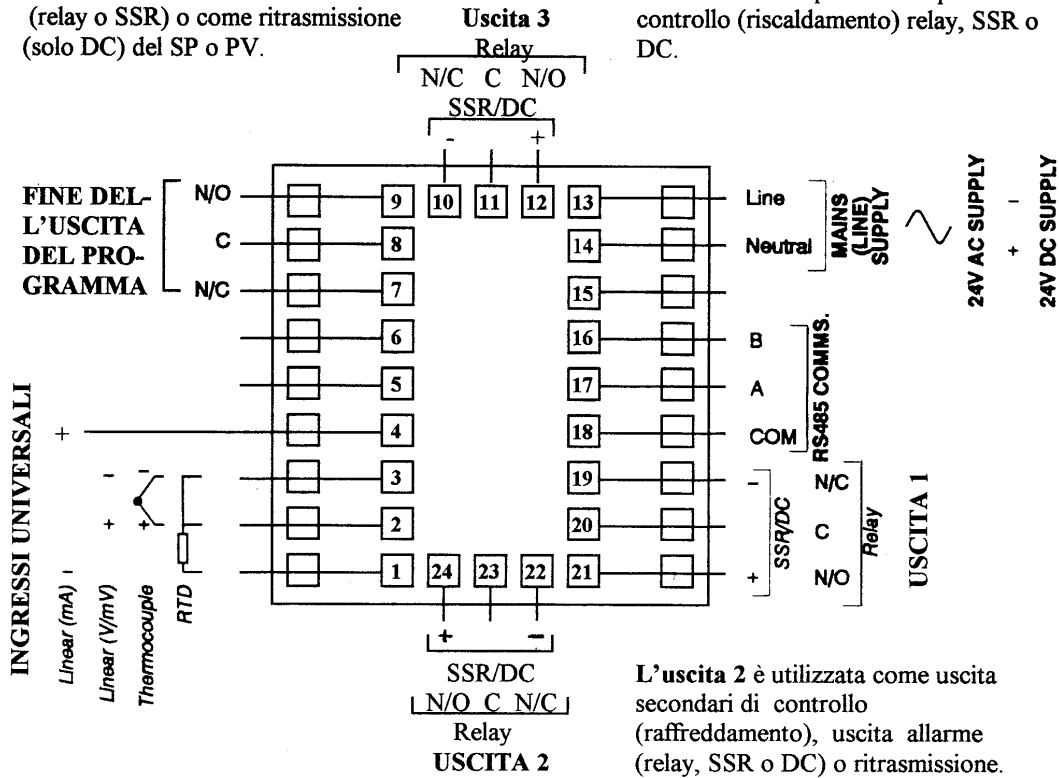 (relay o SSR) o come ritrasmissione
(solo DC) del SP o PV.
Uscita 3
Relay
N/C C N/O
SSR/DC
- +
controllo (riscaldamento) relay, SSR o
DC.
FINE DEL-
L'USCITA
DEL PRO-
GRAMMA
N/O
C
N/C
9
8
7
6
5
4
3
2
1
10 11 12
13
14
15
16
17
18
19
20
21
24 23 22
Line
Neutral
MAINS
(LINE)
SUPPLY
24V AC SUPPLY
- +
24V DC SUPPLY
B
A
COM
RS485 COMMS.
- +
SSR/DC
N/C
C
N/O
Relay
USCITA 1
INGRESSI UNIVERSALI
+
-
Linear (mA)
- +
Linear (V/mV)
- +
Thermocouple
RTD
+ -
SSR/DC
N/O C N/C
Relay
USCITA 2
L'uscita 2 è utilizzata come uscita
secondari di controllo
(raffreddamento), uscita allarme
(relay, SSR o DC) o ritrasmissione.